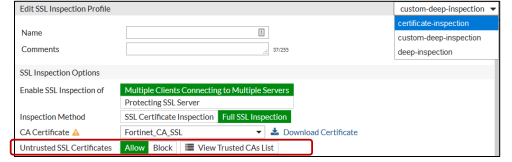 Edit SSL Inspection Profile
custom-deep-inspection
certificate-inspection
custom-deep-inspection
deep-inspection
Name
Comments
37/255
SSL Inspection Options
Enable SSL Inspection of Multiple Clients Connecting to Multiple Servers
Protecting SSL Server
Inspection Method SSL Certificate Inspection Full SSL Inspection
CA Certificate Fortinet_CA_SSL Download Certificate
Untrusted SSL Certificates Allow Block View Trusted CAs List